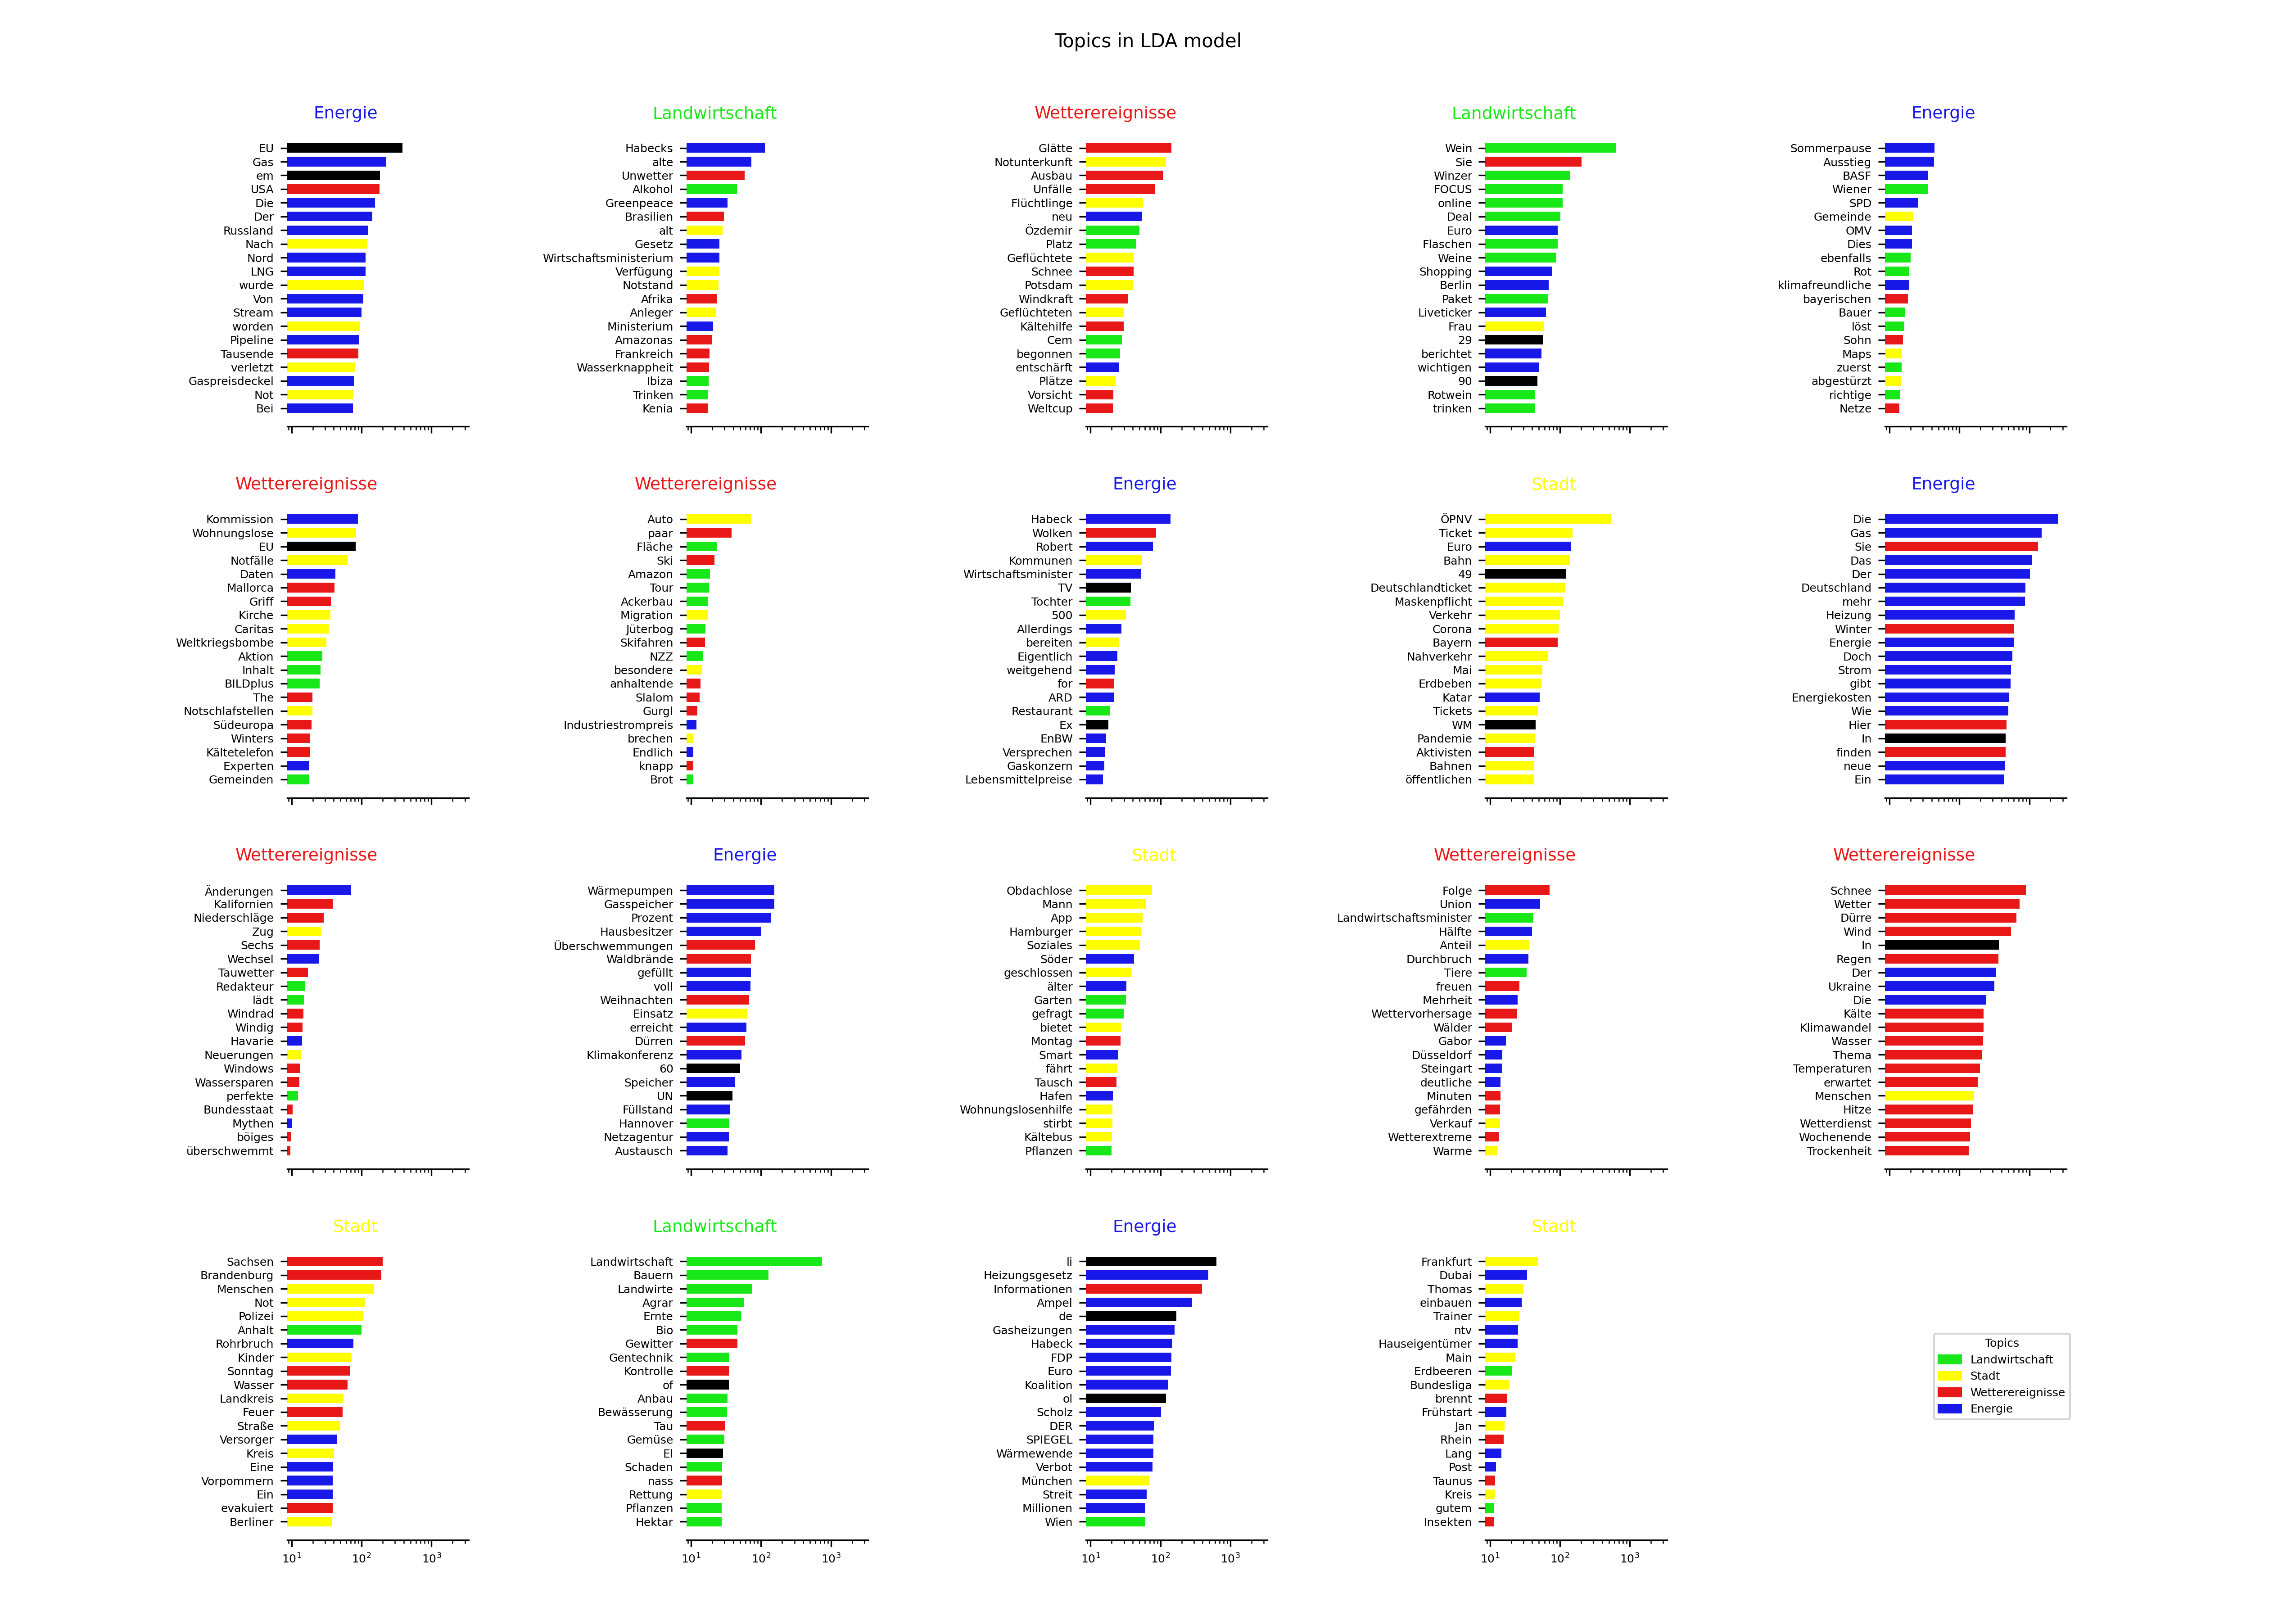 Topics in LDA model
Energie
EU
Gas
em
USA
Die
Der
Russland
Nach
Nord
LNG
wurde
Von
Stream
worden
Pipeline
Tausende
verletzt
Gaspreisdeckel
Not
Bei
Landwirtschaft
Habecks
alte
Unwetter
Alkohol
Greenpeace
Brasilien
alt
Gesetz
Wirtschaftsministerium
Verfügung
Notstand
Afrika
Anleger
Ministerium
Amazonas
Frankreich
Wasserknappheit
Ibiza
Trinken
Kenia
Wetterereignisse
Glätte
Notunterkunft
Ausbau
Unfälle
Flüchtlinge
neu
Özdemir
Platz
Geflüchtete
Schnee
Potsdam
Windkraft
Geflüchteten
Kältehilfe
Cem
begonnen
entschärft
Plätze
Vorsicht
Weltcup
Landwirtschaft
Wein
Sie
Winzer
FOCUS
online
Deal
Euro
Flaschen
Weine
Shopping
Berlin
Paket
Liveticker
Frau
29
berichtet
wichtigen
90
Rotwein
trinken
Energie
Sommerpause
Ausstieg
BASF
Wiener
SPD
Gemeinde
OMV
Dies
ebenfalls
Rot
klimafreundliche
bayerischen
Bauer
löst
Sohn
Maps
zuerst
abgestürzt
richtige
Netze
Wetterereignisse
Kommission
Wohnungslose
EU
Notfälle
Daten
Mallorca
Griff
Kirche
Caritas
Weltkriegsbombe
Aktion
Inhalt
BILDplus
The
Notschlafstellen
Südeuropa
Winters
Kältetelefon
Experten
Gemeinden
Wetterereignisse
Auto
paar
Fläche
Ski
Amazon
Tour
Ackerbau
Migration
Jüterbog
Skifahren
NZZ
besondere
anhaltende
Slalom
Gurgl
Industriestrompreis
brechen
Endlich
knapp
Brot
Energie
Habeck
Wolken
Robert
Kommunen
Wirtschaftsminister
TV
Tochter
500
Allerdings
bereiten
Eigentlich
weitgehend
for
ARD
Restaurant
Ex
EnBW
Versprechen
Gaskonzern
Lebensmittelpreise
Stadt
ÖPNV
Ticket
Euro
Bahn
49
Deutschlandticket
Maskenpflicht
Verkehr
Corona
Bayern
Nahverkehr
Mai
Erdbeben
Katar
Tickets
WM
Pandemie
Aktivisten
Bahnen
öffentlichen
Energie
Die
Gas
Sie
Das
Der
Deutschland
mehr
Heizung
Winter
Energie
Doch
Strom
gibt
Energiekosten
Wie
Hier
In
finden
neue
Ein
Wetterereignisse
Änderungen
Kalifornien
Niederschläge
Zug
Sechs
Wechsel
Tauwetter
Redakteur
lädt
Windrad
Windig
Havarie
Neuerungen
Windows
Wassersparen
perfekte
Bundesstaat
Mythen
böiges
überschwemmt
Energie
Wärmepumpen
Gasspeicher
Prozent
Hausbesitzer
Überschwemmungen
Waldbrände
gefüllt
voll
Weihnachten
Einsatz
erreicht
Dürren
Klimakonferenz
60
Speicher
UN
Füllstand
Hannover
Netzagentur
Austausch
Stadt
Obdachlose
Mann
App
Hamburger
Soziales
Söder
geschlossen
älter
Garten
gefragt
bietet
Montag
Smart
fährt
Tausch
Hafen
Wohnungslosenhilfe
stirbt
Kältebus
Pflanzen
Wetterereignisse
Folge
Union
Landwirtschaftsminister
Hälfte
Anteil
Durchbruch
Tiere
freuen
Mehrheit
Wettervorhersage
Wälder
Gabor
Düsseldorf
Steingart
deutliche
Minuten
gefährden
Verkauf
Wetterextreme
Warme
Wetterereignisse
Schnee
Wetter
Dürre
Wind
In
Regen
Der
Ukraine
Die
Kälte
Klimawandel
Wasser
Thema
Temperaturen
erwartet
Menschen
Hitze
Wetterdienst
Wochenende
Trockenheit
Stadt
Sachsen
Brandenburg
Menschen
Not
Polizei
Anhalt
Rohrbruch
Kinder
Sonntag
Wasser
Landkreis
Feuer
Straße
Versorger
Kreis
Eine
Vorpommern
Ein
evakuiert
Berliner
10¹ 10² 10³
Landwirtschaft
Landwirtschaft
Bauern
Landwirte
Agrar
Ernte
Bio
Gewitter
Gentechnik
Kontrolle
of
Anbau
Bewässerung
Tau
Gemüse
El
Schaden
nass
Rettung
Pflanzen
Hektar
10¹ 10² 10³
Energie
li
Heizungsgesetz
Informationen
Ampel
de
Gasheizungen
Habeck
FDP
Euro
Koalition
ol
Scholz
DER
SPIEGEL
Wärmewende
Verbot
München
Streit
Millionen
Wien
10¹ 10² 10³
Stadt
Frankfurt
Dubai
Thomas
einbauen
Trainer
ntv
Hauseigentümer
Main
Erdbeeren
Bundesliga
brennt
Frühstart
Jan
Rhein
Lang
Post
Taunus
Kreis
gutem
Insekten
10¹ 10² 10³
Topics
Landwirtschaft
Stadt
Wetterereignisse
Energie